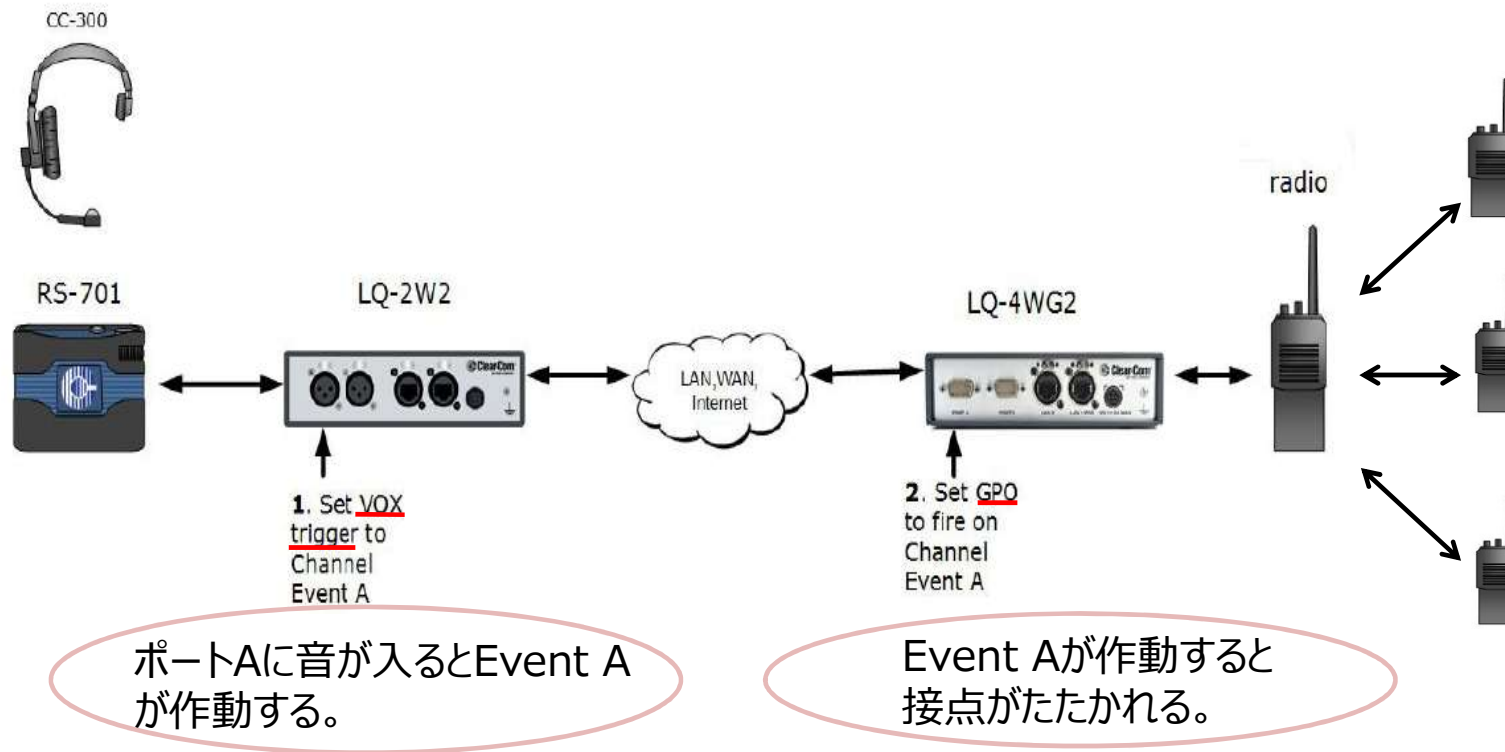 CC-300
radio
RS-701
LQ-2W2
LQ-4WG2
ClearCom
ClearCom
LAN,WAN,
Internet
1. Set VOX
trigger to
Channel
Event A
2. Set GPO
to fire on
Channel
Event A
ポートAに音が入るとEvent A
が作動する。
Event Aが作動すると
接点がたたかれる。